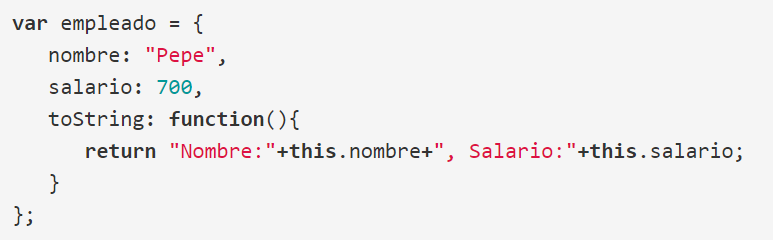 var empleado = {
   nombre: "Pepe",
   salario: 700,
   toString: function(){
      return "Nombre:"+this.nombre+", Salario:"+this.salario;
   }
};